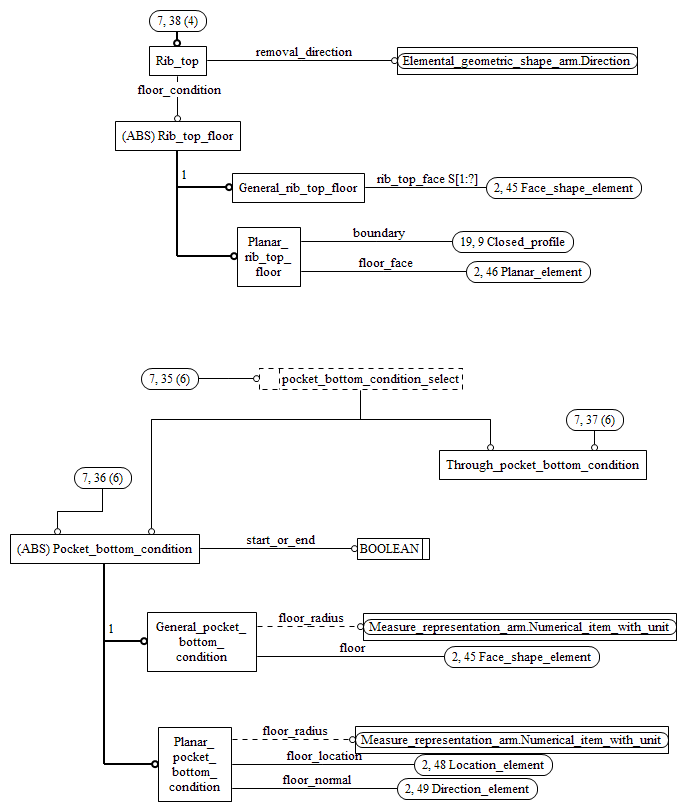 7, 38 (4)
Rib_top
removal_direction
Elemental_geometric_shape_arm.Direction
floor_condition
(ABS) Rib_top_floor
1
General_rib_top_floor
rib_top_face S[1:?]
2, 45 Face_shape_element
Planar_
rib_top_
floor
boundary
19, 9 Closed_profile
floor_face
2, 46 Planar_element
7, 35 (6)
pocket_bottom_condition_select
7, 37 (6)
Through_pocket_bottom_condition
7, 36 (6)
(ABS) Pocket_bottom_condition
start_or_end
BOOLEAN
1
General_pocket_
bottom_
condition
floor_radius
Measure_representation_arm.Numerical_item_with_unit
floor
2, 45 Face_shape_element
Planar_
pocket_
bottom_
condition
floor_radius
Measure_representation_arm.Numerical_item_with_unit
floor_location
2, 48 Location_element
floor_normal
2, 49 Direction_element